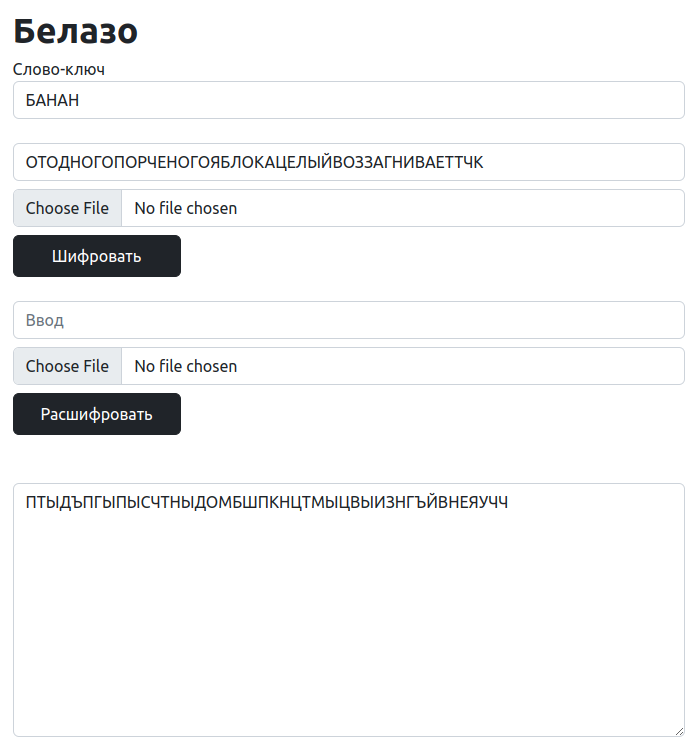 Белазо
Слово-ключ
БАНАН
ОТОДНОГОПОРЧЕНОГОЯБЛОКАЦЕЛЫЙВОЗЗАГНИВАЕТТЧК
Choose File No file chosen
Шифровать
Ввод
Choose File No file chosen
Расшифровать
ПТЫДЪПГЫПЫСЧТНЫДОМБШПКНЦТМЫЦВЫИЗНГЪЙВНЕЯУЧЧ